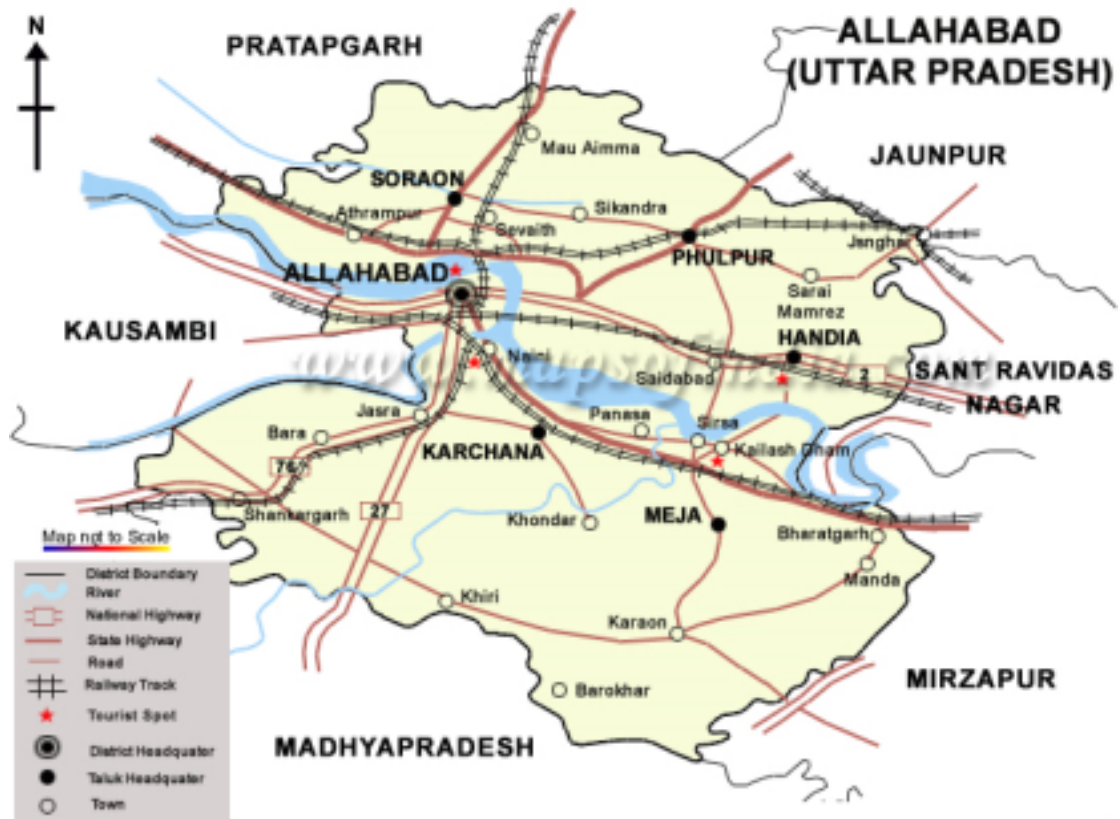 N
ALLAHABAD
(UTTAR PRADESH)
PRATAPGARH
JAUNPUR
Mau Aimma
SORAON
Athrampur
Sevaith
Sikandra
PHULPUR
Janghai
ALLAHABAD
Sarai
Mamrez
KAUSAMBI
HANDIA
Naini
Saidabad
2
SANT RAVIDAS
NAGAR
Jasra
Panasa
Sirsa
Bara
KARCHANA
Kailash Dham
76
27
Shankargarh
Khondar
MEJA
Bharatgarh
Manda
Khiri
Karaon
Barokhar
MIRZAPUR
MADHYAPRADESH
Map not to Scale
District Boundary
River
National Highway
State Highway
Road
Railway Track
Tourist Spot
District Headquater
Taluk Headquater
Town